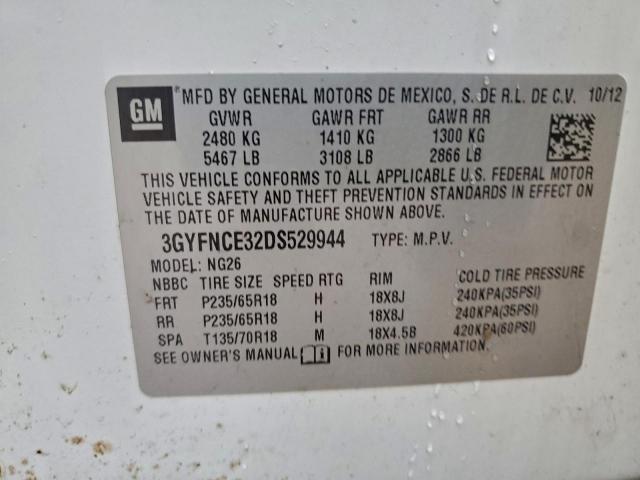 GM MFD BY GENERAL MOTORS DE MEXICO, S. DE R.L. DE C.V. 10/12
GVWR GAWR FRT GAWR RR
2480 KG 1410 KG 1300 KG
5467 LB 3108 LB 2866 LB
THIS VEHICLE CONFORMS TO ALL APPLICABLE U.S. FEDERAL MOTOR
VEHICLE SAFETY AND THEFT PREVENTION STANDARDS IN EFFECT ON
THE DATE OF MANUFACTURE SHOWN ABOVE.
3GYFNCE32DS529944 TYPE: M.P.V.
MODEL: NG26
NBBC TIRE SIZE SPEED RTG RIM COLD TIRE PRESSURE
FRT P235/65R18 H 18X8J 240KPA(35PSI)
RR P235/65R18 H 18X8J 240KPA(35PSI)
SPA T135/70R18 M 18X4.5B 420KPA(60PSI)
SEE OWNER'S MANUAL FOR MORE INFORMATION.